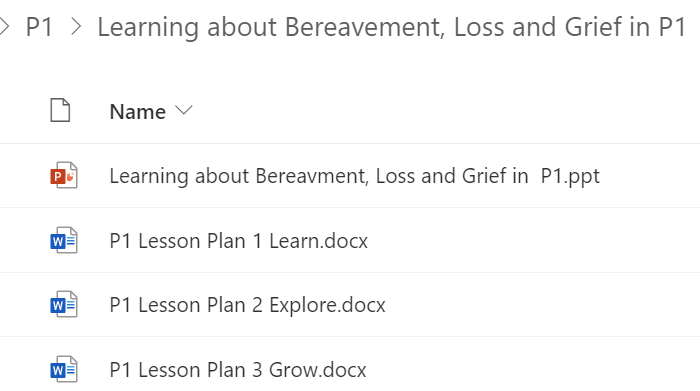 P1 > Learning about Bereavement, Loss and Grief in P1
Name
Learning about Bereavment, Loss and Grief in  P1.ppt
P1 Lesson Plan 1 Learn.docx
P1 Lesson Plan 2 Explore.docx
P1 Lesson Plan 3 Grow.docx